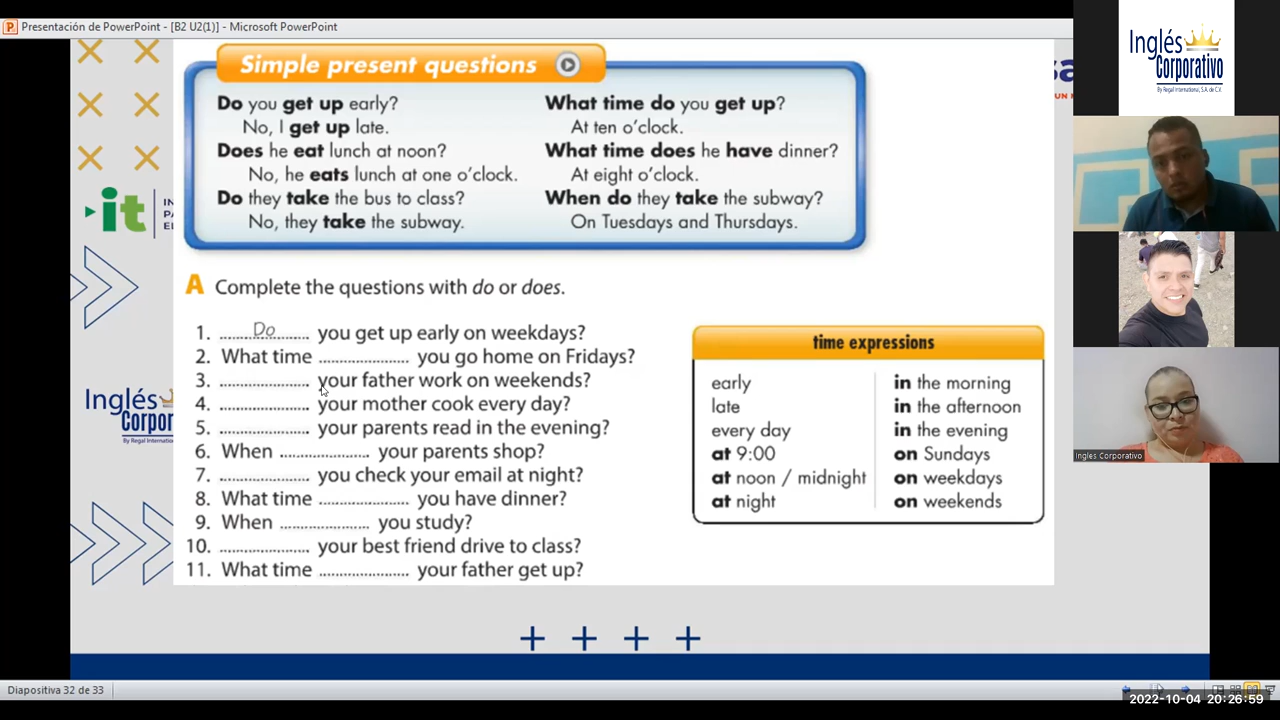 Presentación de PowerPoint - [B2 U2(1)] - Microsoft PowerPoint
Simple present questions
Do you get up early?
No, I get up late.
Does he eat lunch at noon?
No, he eats lunch at one o'clock.
Do they take the bus to class?
No, they take the subway.
What time do you get up?
At ten o'clock.
What time does he have dinner?
At eight o'clock.
When do they take the subway?
On Tuesdays and Thursdays.
A Complete the questions with do or does.
1. Do you get up early on weekdays?
2. What time .................... you go home on Fridays?
3. .................... your father work on weekends?
4. .................... your mother cook every day?
5. .................... your parents read in the evening?
6. When .................... your parents shop?
7. .................... you check your email at night?
8. What time .................... you have dinner?
9. When .................... you study?
10. .................... your best friend drive to class?
11. What time .................... your father get up?
time expressions
early
late
every day
at 9:00
at noon / midnight
at night
in the morning
in the afternoon
in the evening
on Sundays
on weekdays
on weekends
it
Inglés
Corporativo
Inglés
Corporativo
By Regal International, S.A. de C.V.
Ingles Corporativo
Diapositiva 32 de 33
2022-10-04 20:26:59